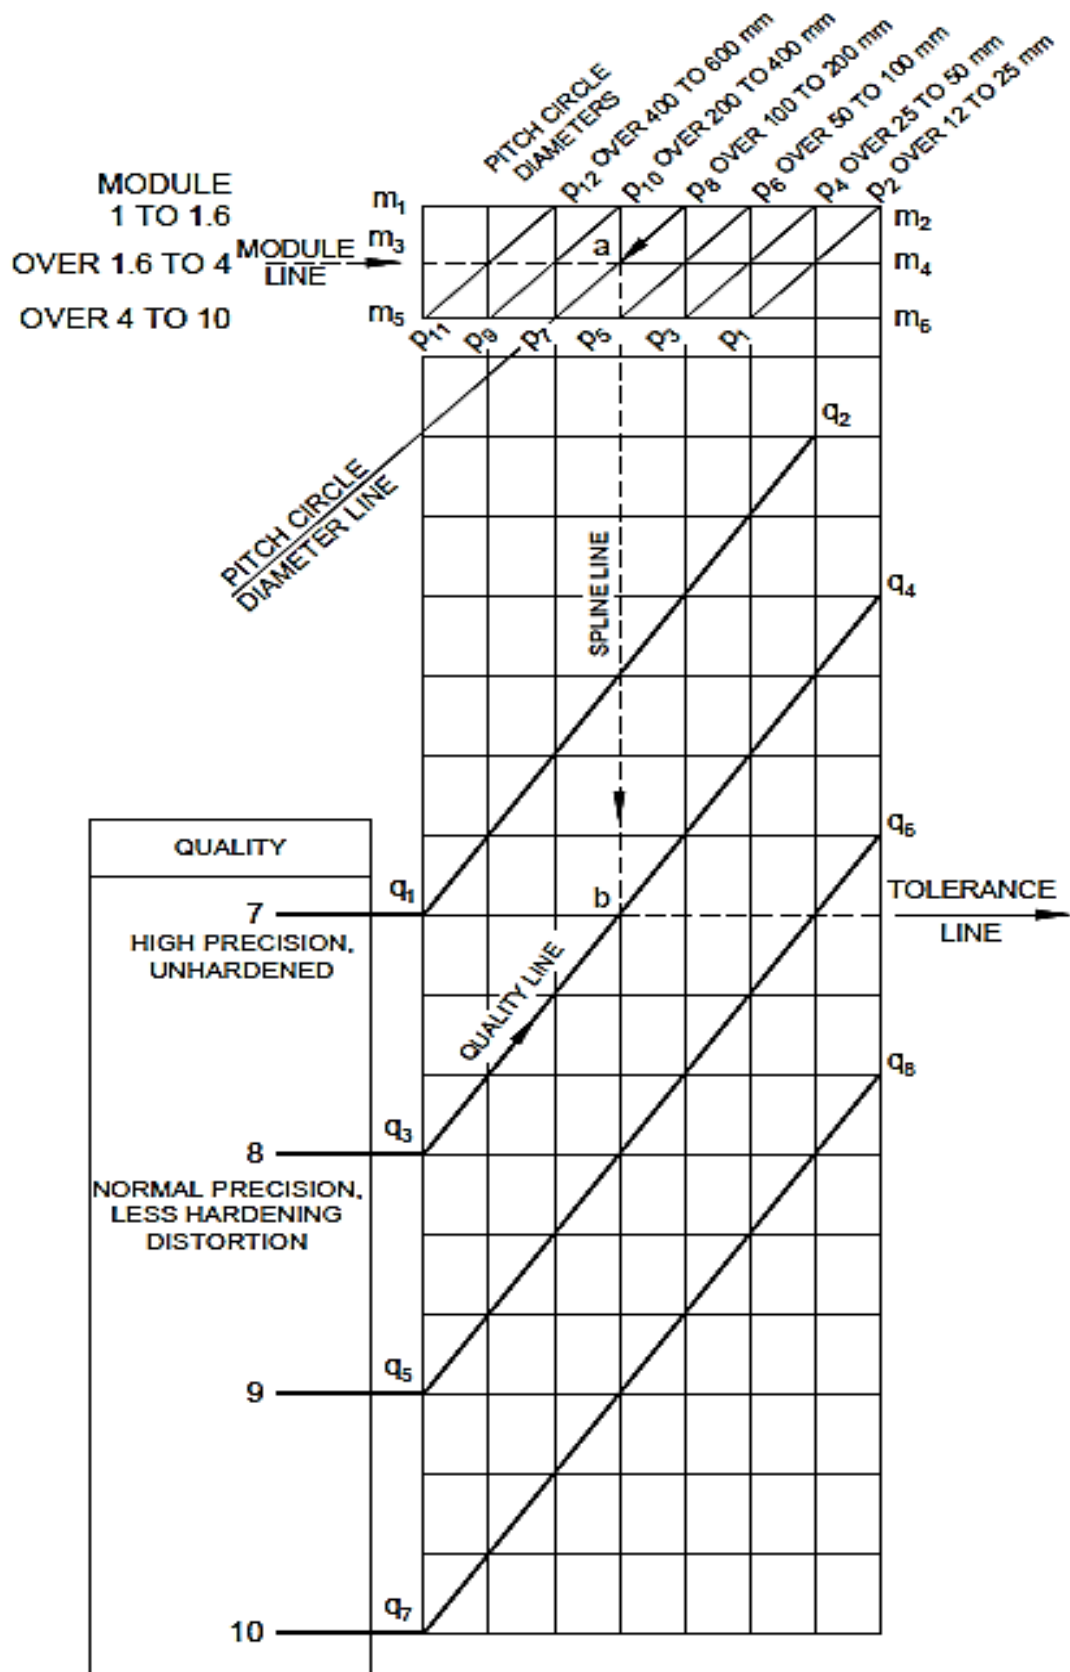 PITCH CIRCLE
DIAMETERS
p12 OVER 400 TO 600 mm
p10 OVER 200 TO 400 mm
p8 OVER 100 TO 200 mm
p6 OVER 50 TO 100 mm
p4 OVER 25 TO 50 mm
p2 OVER 12 TO 25 mm
MODULE
1 TO 1.6
m1
m2
OVER 1.6 TO 4
MODULE
LINE
m3
a
m4
OVER 4 TO 10
m5
m6
p11
p9
p7
p5
p3
p1
q2
PITCH CIRCLE
DIAMETER LINE
SPLINE LINE
q4
QUALITY
q6
q1
7
HIGH PRECISION,
UNHARDENED
b
TOLERANCE
LINE
QUALITY LINE
q8
q3
8
NORMAL PRECISION,
LESS HARDENING
DISTORTION
q5
9
q7
10